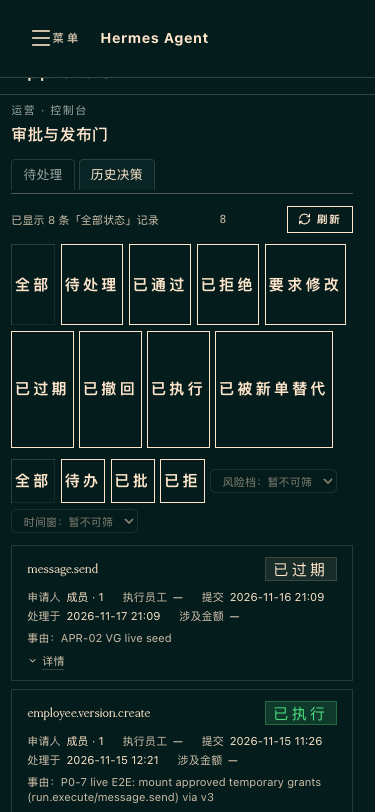 菜单 Hermes Agent
运营 · 控制台
审批与发布门
待处理 历史决策
已显示 8 条「全部状态」记录 8 刷新
全部 待处理 已通过 已拒绝 要求修改
已过期 已撤回 已执行 已被新单替代
全部 待办 已批 已拒 风险档：暂不可筛
时间窗：暂不可筛
message.send 已过期
申请人 成员 · 1 执行员工 — 提交 2026-11-16 21:09
处理于 2026-11-17 21:09 涉及金额 —
事由：APR-02 VG live seed
详情
employee.version.create 已执行
申请人 成员 · 1 执行员工 — 提交 2026-11-15 11:26
处理于 2026-11-15 12:21 涉及金额 —
事由：P0-7 live E2E: mount approved temporary grants
(run.execute/message.send) via v3